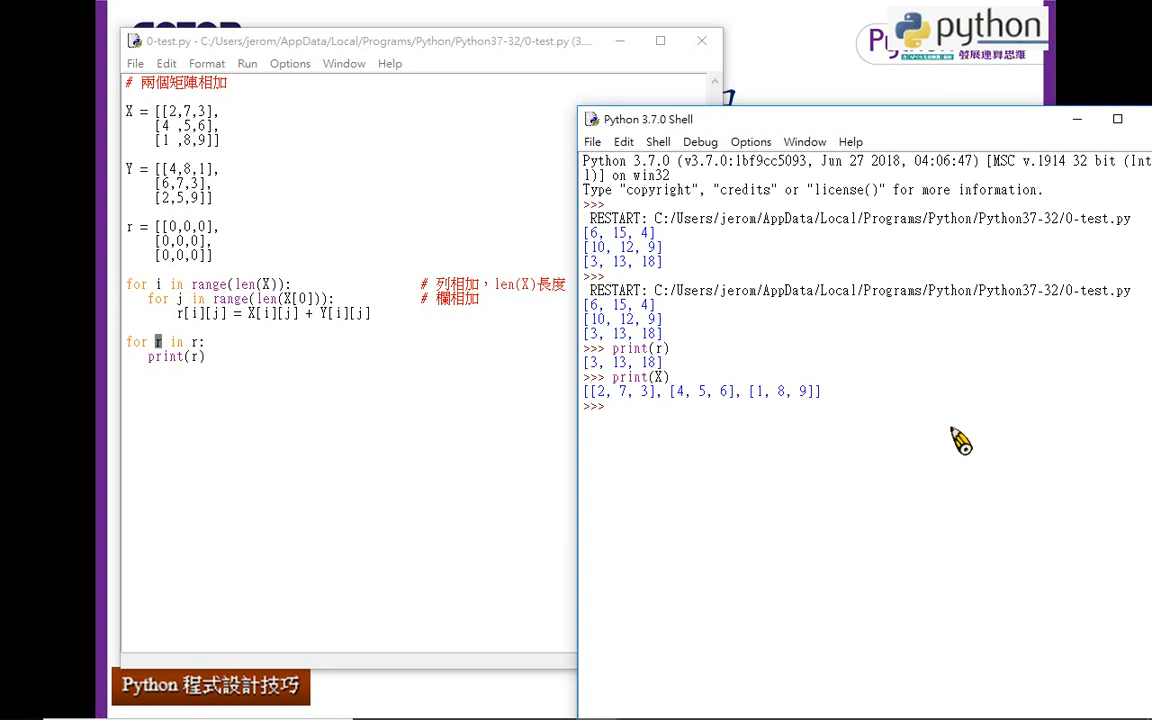 python
發展運算思維
0-test.py - C:/Users/jerom/AppData/Local/Programs/Python/Python37-32/0-test.py (3....
File Edit Format Run Options Window Help
# 兩個矩陣相加
X = [[2,7,3],
[4 ,5,6],
[1 ,8,9]]
Y = [[4,8,1],
[6,7,3],
[2,5,9]]
r = [[0,0,0],
[0,0,0],
[0,0,0]]
for i in range(len(X)): # 列相加，len(X)長度
for j in range(len(X[0])): # 欄相加
r[i][j] = X[i][j] + Y[i][j]
for r in r:
print(r)
Python 3.7.0 Shell
File Edit Shell Debug Options Window Help
Python 3.7.0 (v3.7.0:1bf9cc5093, Jun 27 2018, 04:06:47) [MSC v.1914 32 bit (Int
l)] on win32
Type "copyright", "credits" or "license()" for more information.
>>>
RESTART: C:/Users/jerom/AppData/Local/Programs/Python/Python37-32/0-test.py
[6, 15, 4]
[10, 12, 9]
[3, 13, 18]
>>>
RESTART: C:/Users/jerom/AppData/Local/Programs/Python/Python37-32/0-test.py
[6, 15, 4]
[10, 12, 9]
[3, 13, 18]
>>> print(r)
[3, 13, 18]
>>> print(X)
[[2, 7, 3], [4, 5, 6], [1, 8, 9]]
>>>
Python 程式設計技巧